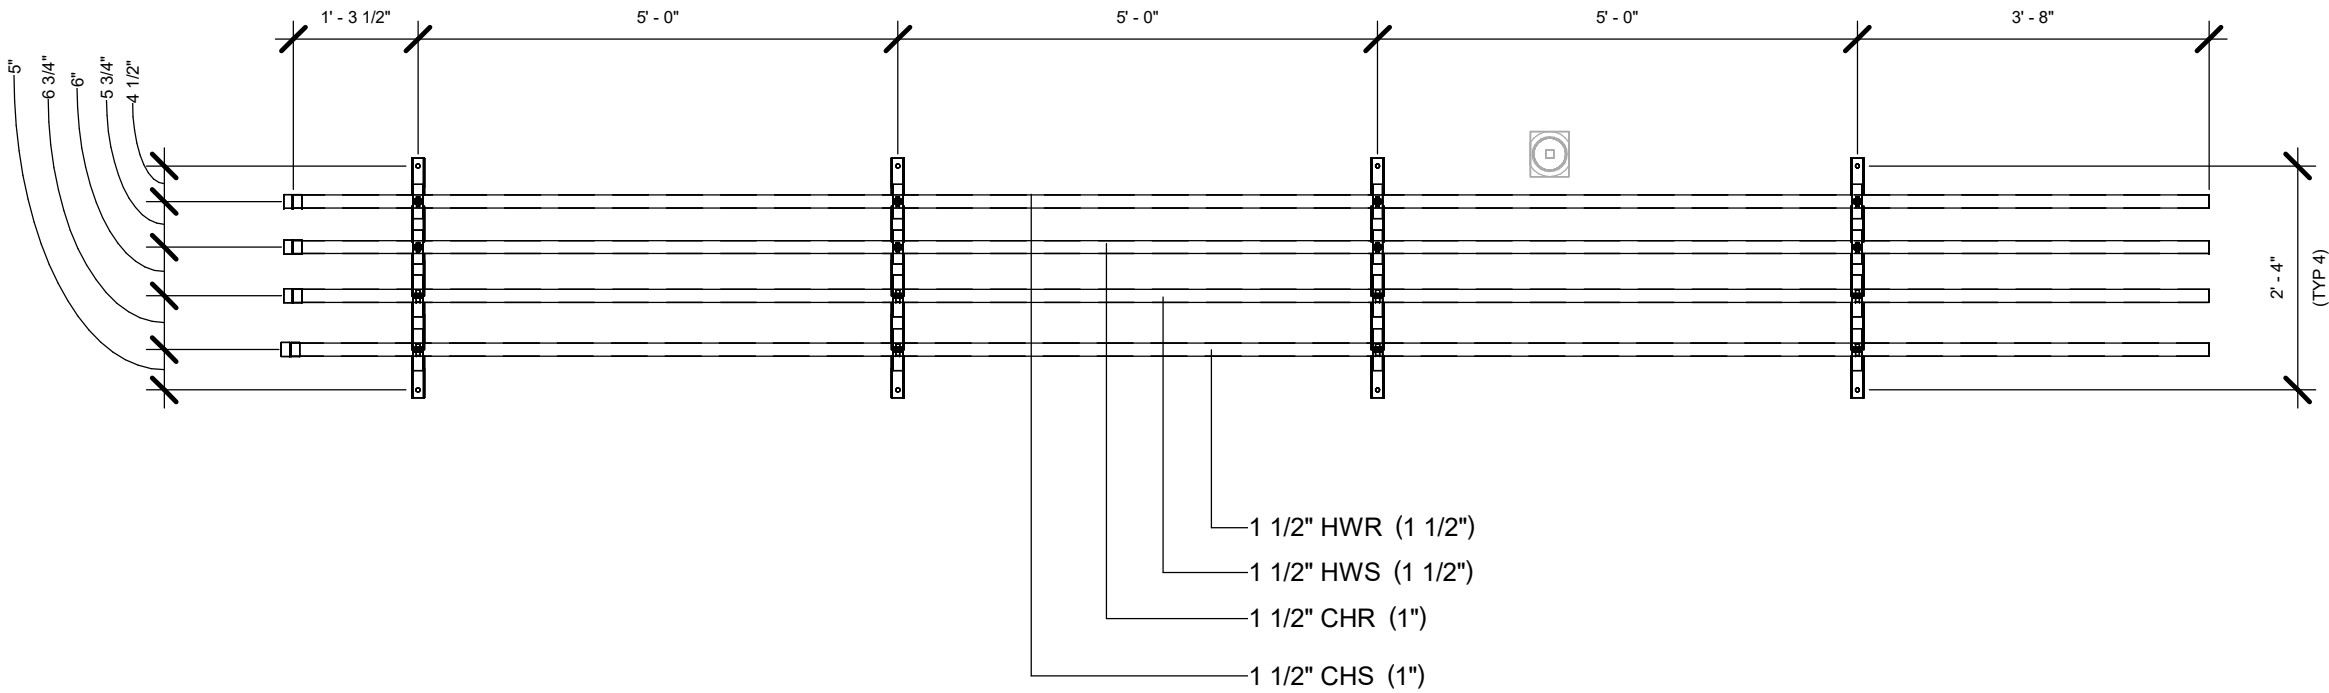 1' - 3 1/2"
5' - 0"
5' - 0"
5' - 0"
3' - 8"
5"
6 3/4"
6"
5 3/4"
4 1/2"
2' - 4"
(TYP 4)
1 1/2" HWR (1 1/2")
1 1/2" HWS (1 1/2")
1 1/2" CHR (1")
1 1/2" CHS (1")